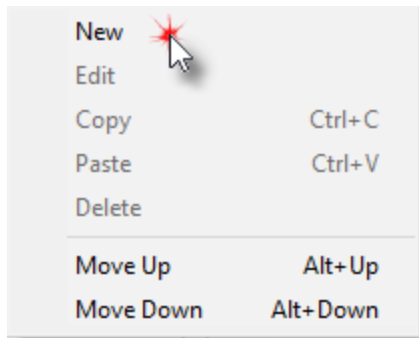 New
Edit
Copy Ctrl+C
Paste Ctrl+V
Delete
Move Up Alt+Up
Move Down Alt+Down